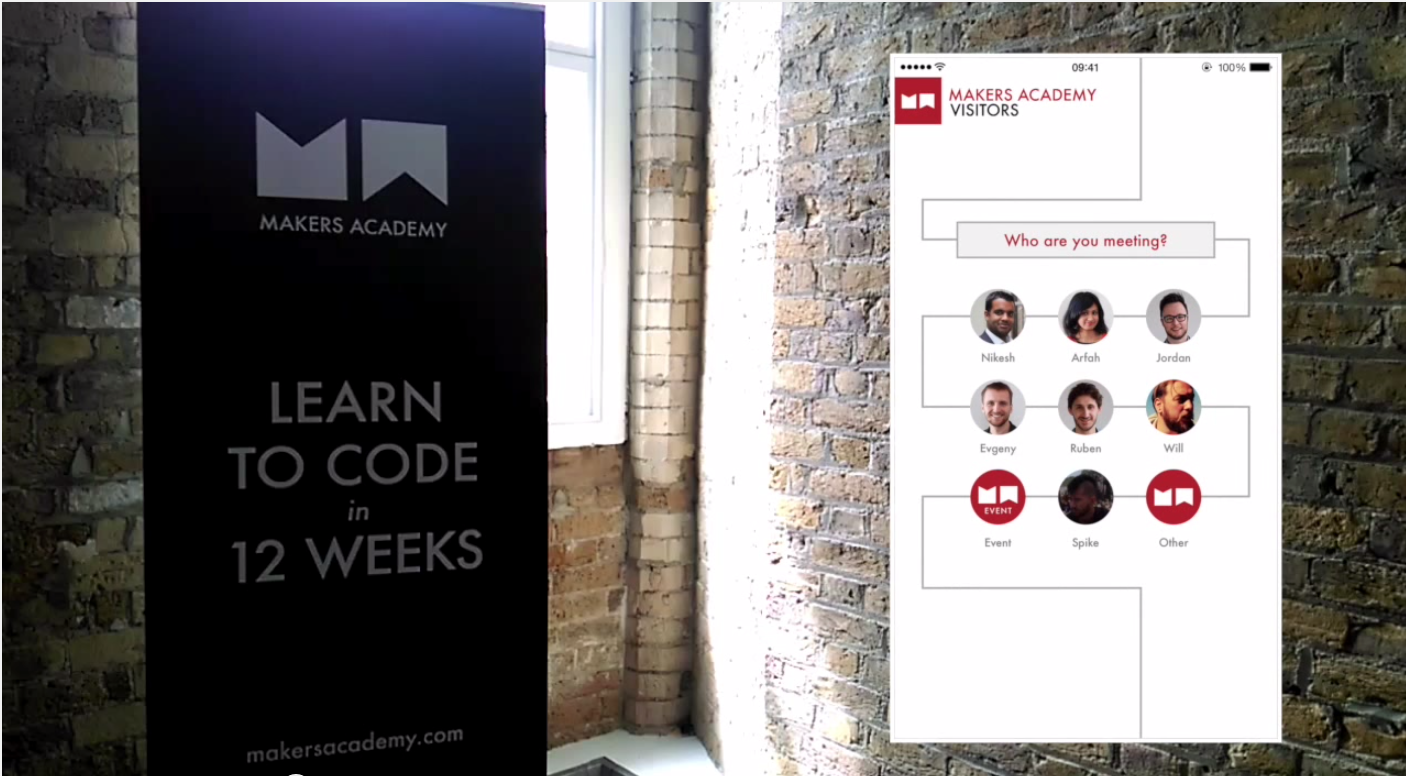 MAKERS ACADEMY
LEARN
TO CODE
in
12 WEEKS
makersacademy.com
09:41
100%
MAKERS ACADEMY
VISITORS
Who are you meeting?
Nikesh
Arfah
Jordan
Evgeny
Ruben
Will
EVENT
Event
Spike
Other